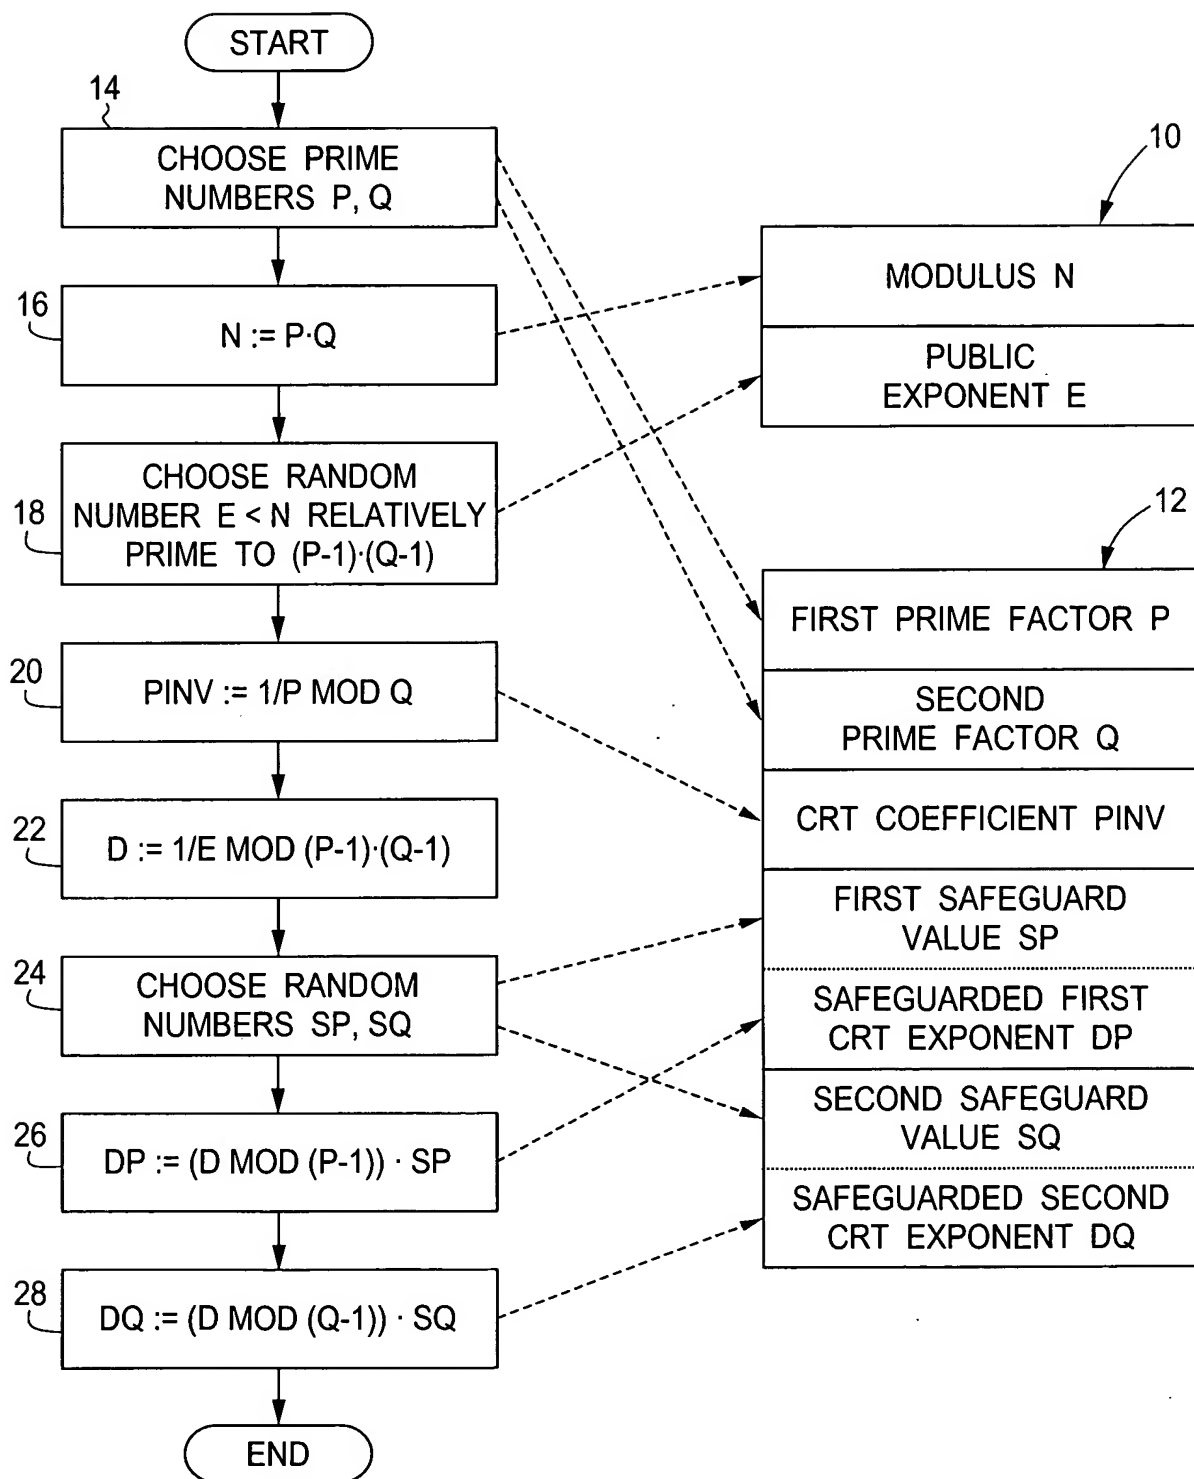 START
14
CHOOSE PRIME
NUMBERS P, Q
16
N := P·Q
18
CHOOSE RANDOM
NUMBER E < N RELATIVELY
PRIME TO (P-1)·(Q-1)
20
PINV := 1/P MOD Q
22
D := 1/E MOD (P-1)·(Q-1)
24
CHOOSE RANDOM
NUMBERS SP, SQ
26
DP := (D MOD (P-1)) · SP
28
DQ := (D MOD (Q-1)) · SQ
END
10
MODULUS N
PUBLIC
EXPONENT E
12
FIRST PRIME FACTOR P
SECOND
PRIME FACTOR Q
CRT COEFFICIENT PINV
FIRST SAFEGUARD
VALUE SP
SAFEGUARDED FIRST
CRT EXPONENT DP
SECOND SAFEGUARD
VALUE SQ
SAFEGUARDED SECOND
CRT EXPONENT DQ